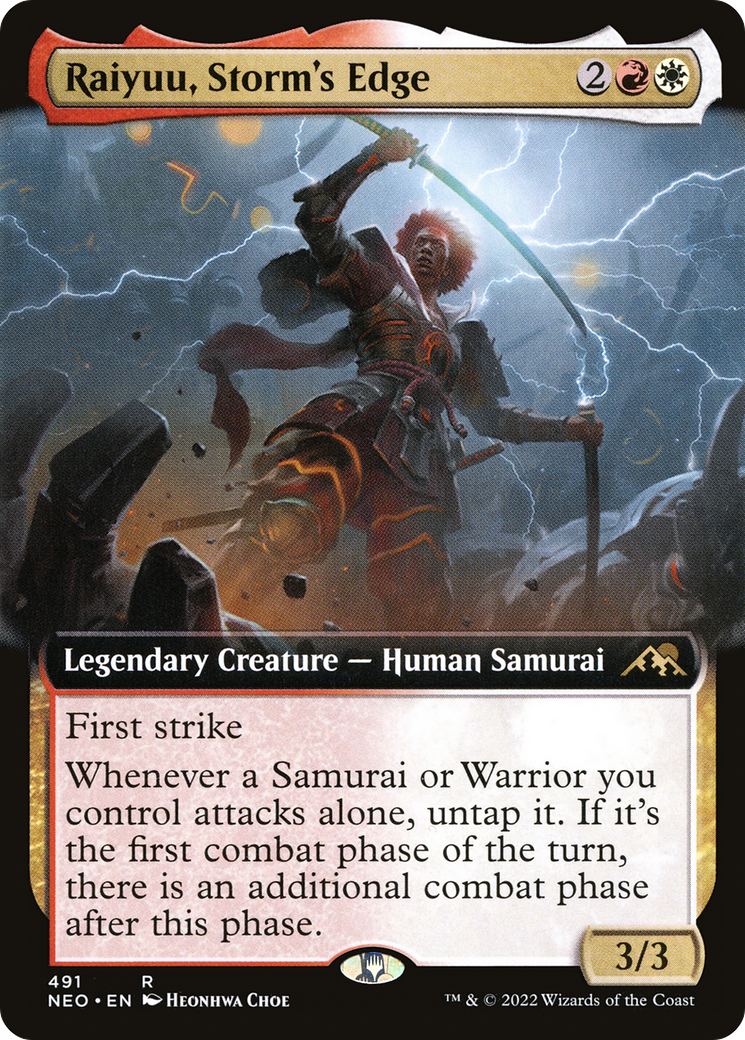 Raiyuu, Storm's Edge 2
Legendary Creature — Human Samurai
First strike
Whenever a Samurai or Warrior you
control attacks alone, untap it. If it's
the first combat phase of the turn,
there is an additional combat phase
after this phase.
3/3
491 R
NEO • EN Heonhwa Choe
™ & © 2022 Wizards of the Coast